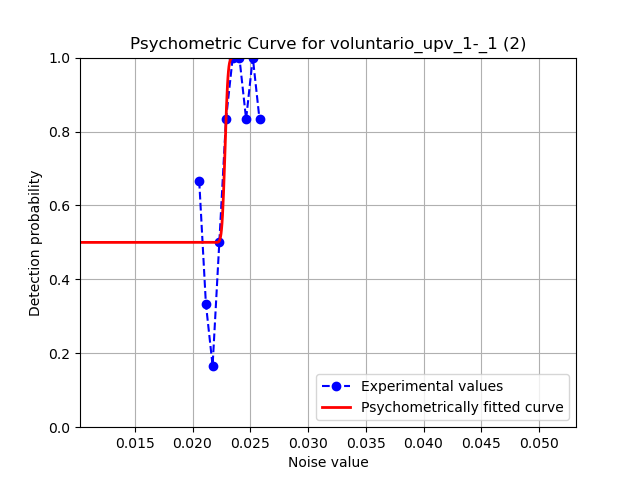 Psychometric Curve for voluntario_upv_1-_1 (2)
1.0
0.8
0.6
0.4
0.2
0.0
Detection probability
0.015 0.020 0.025 0.030 0.035 0.040 0.045 0.050
Noise value
Experimental values
Psychometrically fitted curve